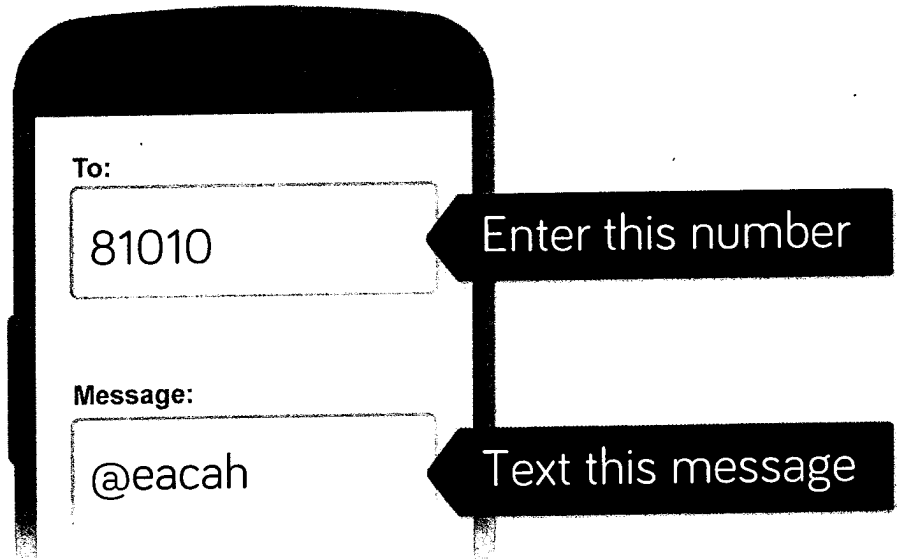 To:
81010
Enter this number
Message:
@eacah
Text this message